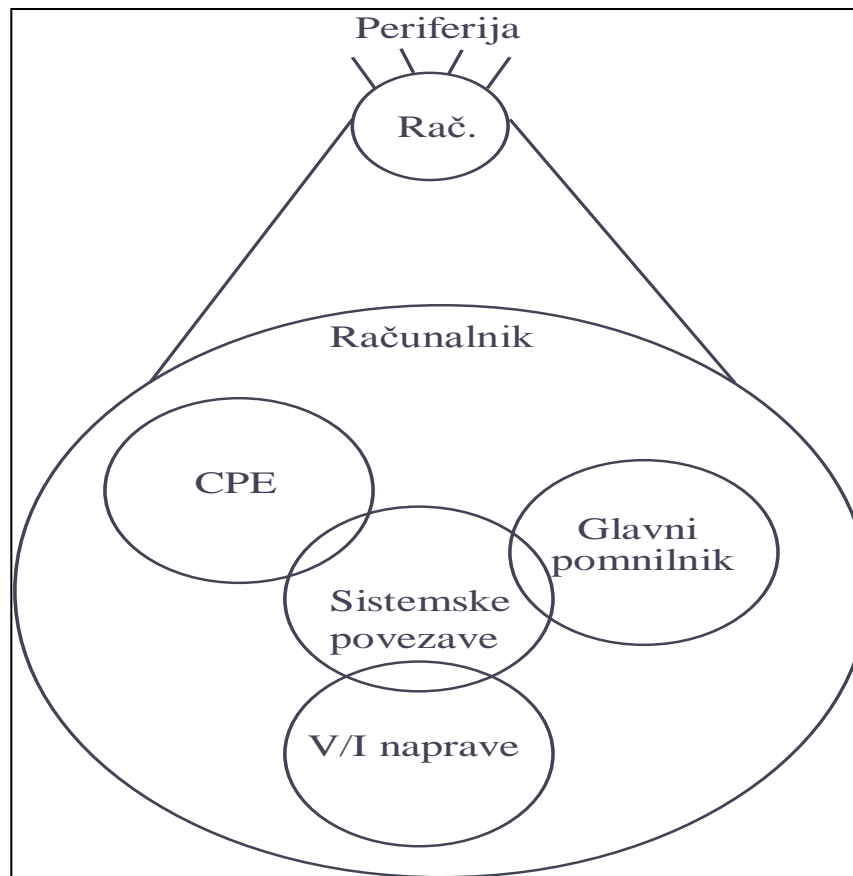 Periferija
Rač.
Računalnik
CPE
Glavni
pomnilnik
Sistemske
povezave
V/I naprave